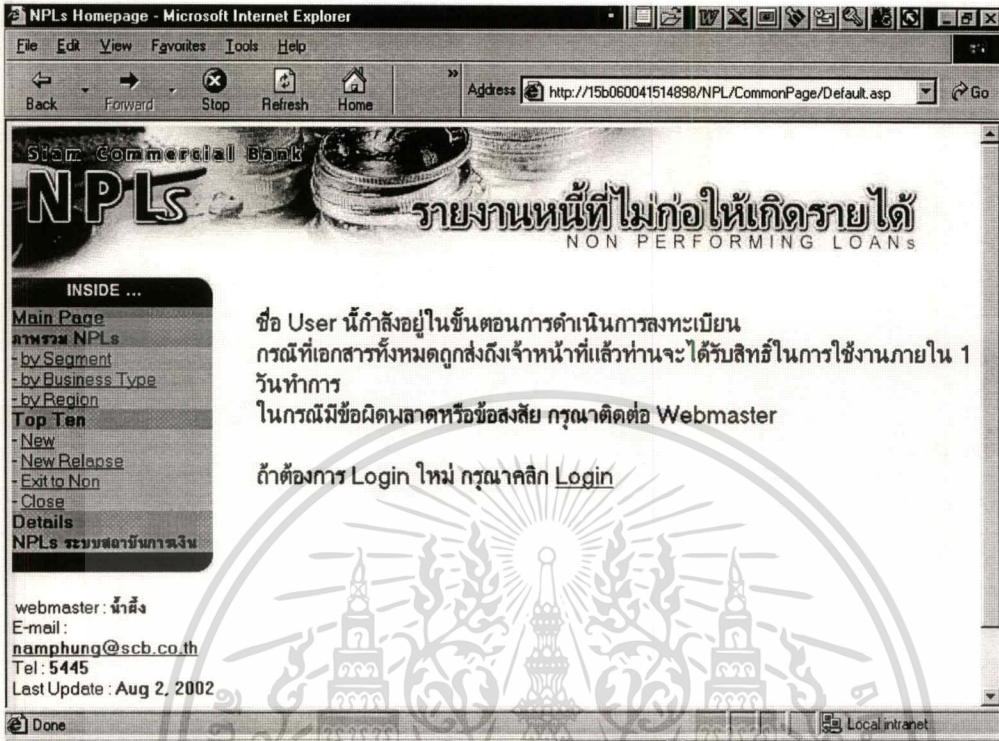 NPLs Homepage - Microsoft Internet Explorer
File Edit View Favorites Tools Help
Back Forward Stop Refresh Home » Address http://15b060041514898/NPL/CommonPage/Default.asp Go
Siam Commercial Bank
NPLs
รายงานหนี้ที่ไม่ก่อให้เกิดรายได้
NON PERFORMING LOANs
INSIDE ...
Main Page
ภาพรวม NPLs
- by Segment
- by Business Type
- by Region
Top Ten
- New
- New Relapse
- Exit to Non
- Close
Details
NPLs ระบบสถาบันการเงิน
webmaster : น้ำผึ้ง
E-mail :
namphung@scb.co.th
Tel : 5445
Last Update : Aug 2, 2002
ชื่อ User นี้กำลังอยู่ในขั้นตอนการดำเนินการลงทะเบียน
กรณีที่เอกสารทั้งหมดถูกส่งถึงเจ้าหน้าที่แล้วท่านจะได้รับสิทธิ์ในการใช้งานภายใน 1
วันทำการ
ในกรณีมีข้อผิดพลาดหรือข้อสงสัย กรุณาติดต่อ Webmaster
ถ้าต้องการ Login ใหม่ กรุณาคลิก Login
Done
Local intranet